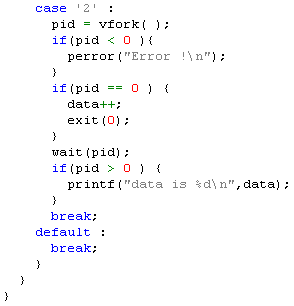 case '2' :
pid = vfork( );
if(pid < 0 ){
perror("Error !\n");
}
if(pid == 0 ) {
data++;
exit(0);
}
wait(pid);
if(pid > 0 ) {
printf("data is %d\n",data);
}
break;
default :
break;
}
}
}